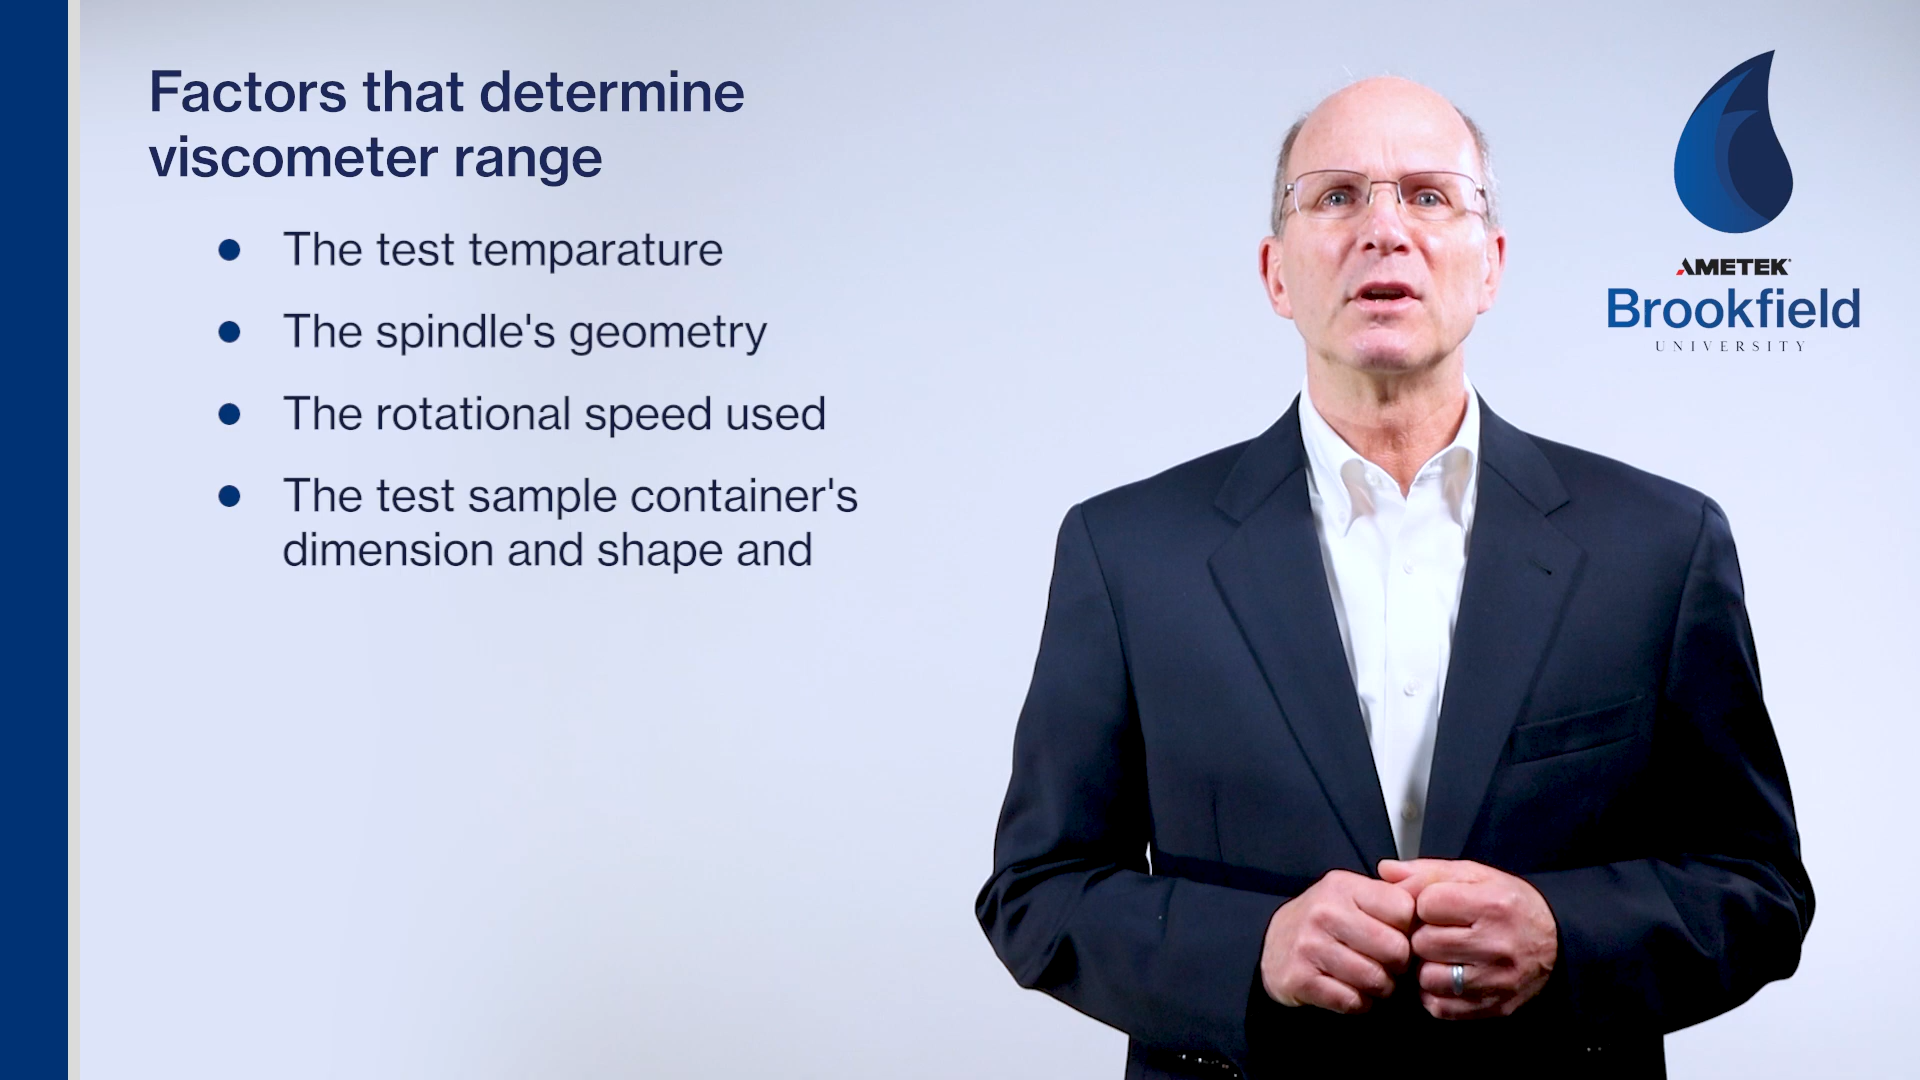 Factors that determine
viscometer range
The test temparature
The spindle's geometry
The rotational speed used
The test sample container's
dimension and shape and
AMETEK
Brookfield
UNIVERSITY